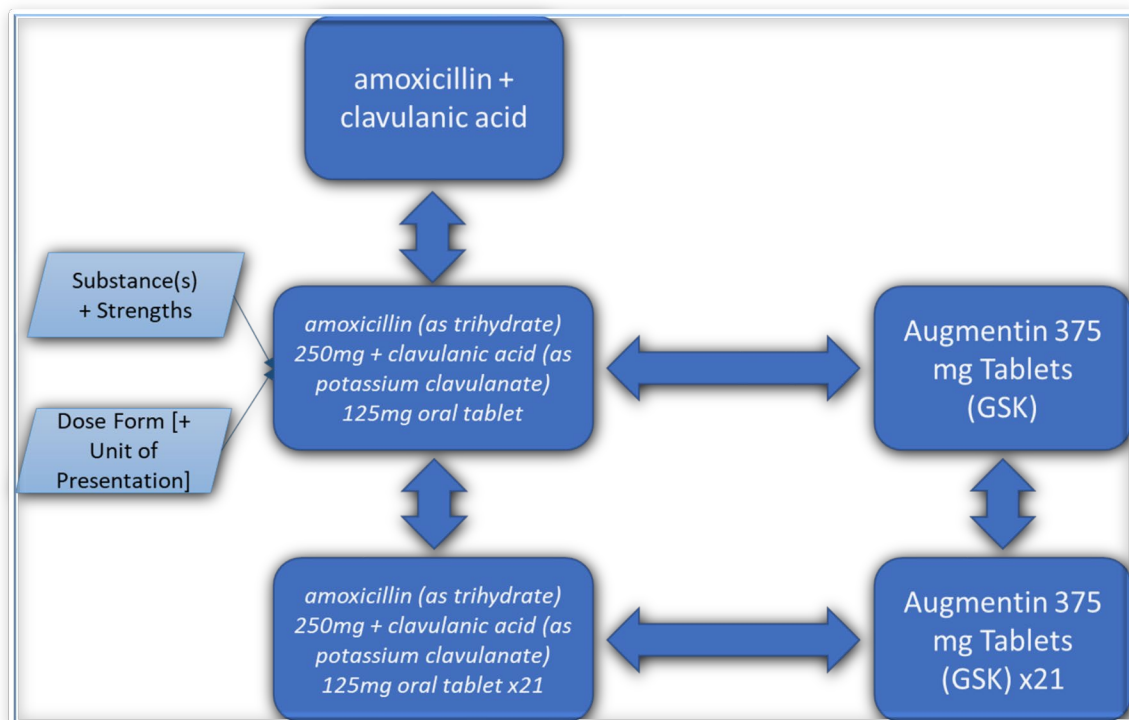 amoxicillin +
clavulanic acid
Substance(s)
+ Strengths
Dose Form [+
Unit of
Presentation]
amoxicillin (as trihydrate)
250mg + clavulanic acid (as
potassium clavulanate)
125mg oral tablet
Augmentin 375
mg Tablets
(GSK)
amoxicillin (as trihydrate)
250mg + clavulanic acid (as
potassium clavulanate)
125mg oral tablet x21
Augmentin 375
mg Tablets
(GSK) x21